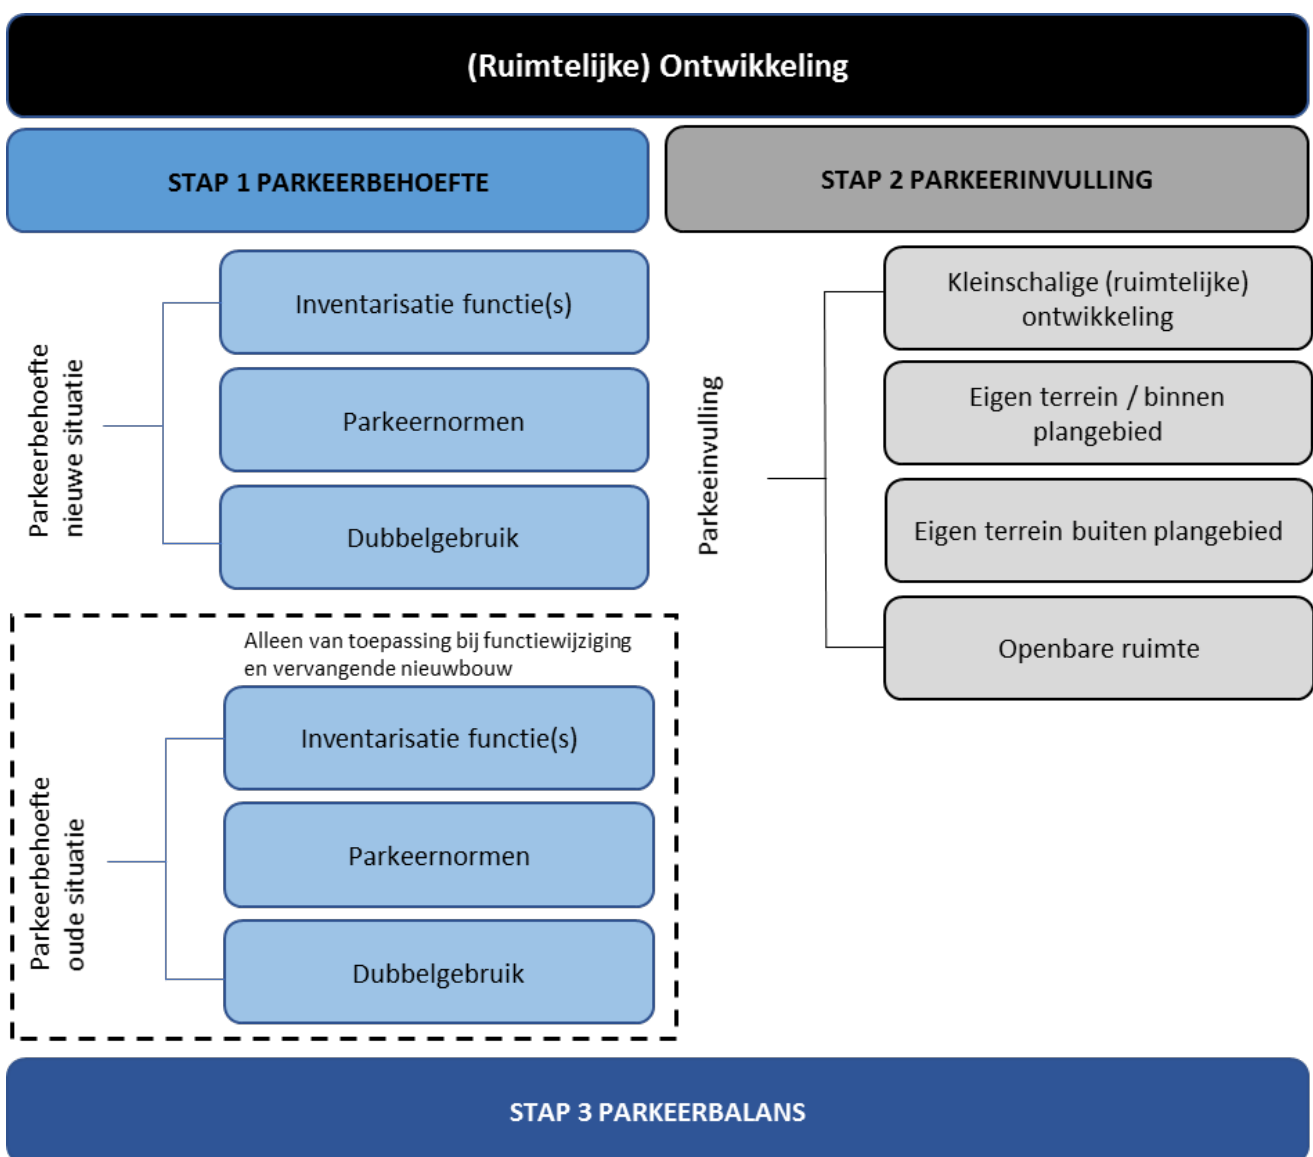 (Ruimtelijke) Ontwikkeling
STAP 1 PARKEERBEHOEFTE
Parkeerbehoefte
nieuwe situatie
Inventarisatie functie(s)
Parkeernormen
Dubbelgebruik
Alleen van toepassing bij functiewijziging
en vervangende nieuwbouw
Parkeerbehoefte
oude situatie
Inventarisatie functie(s)
Parkeernormen
Dubbelgebruik
STAP 2 PARKEERINVULLING
Parkeeinvulling
Kleinschalige (ruimtelijke)
ontwikkeling
Eigen terrein / binnen
plangebied
Eigen terrein buiten plangebied
Openbare ruimte
STAP 3 PARKEERBALANS